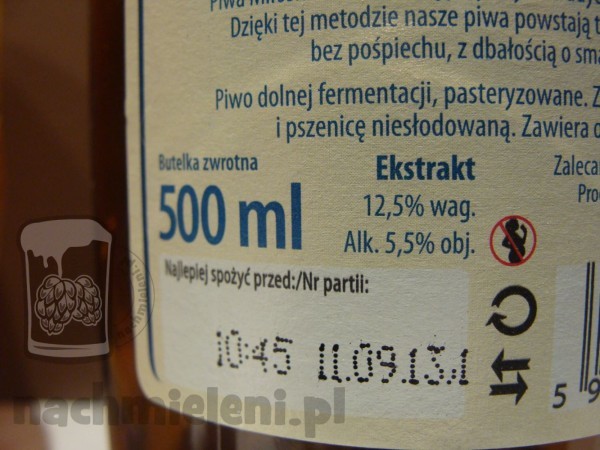 Dzięki tej metodzie nasze piwa powstają
bez pośpiechu, z dbałością o
Piwo dolnej fermentacji, pasteryzowane.
i pszenicę niesłodowaną. Zawiera
Butelka zwrotna
500 ml
Ekstrakt
12,5% wag.
Alk. 5,5% obj.
Najlepiej spożyć przed:/Nr partii:
10:45 11.09.13.1
5 9
nachmieleni.pl